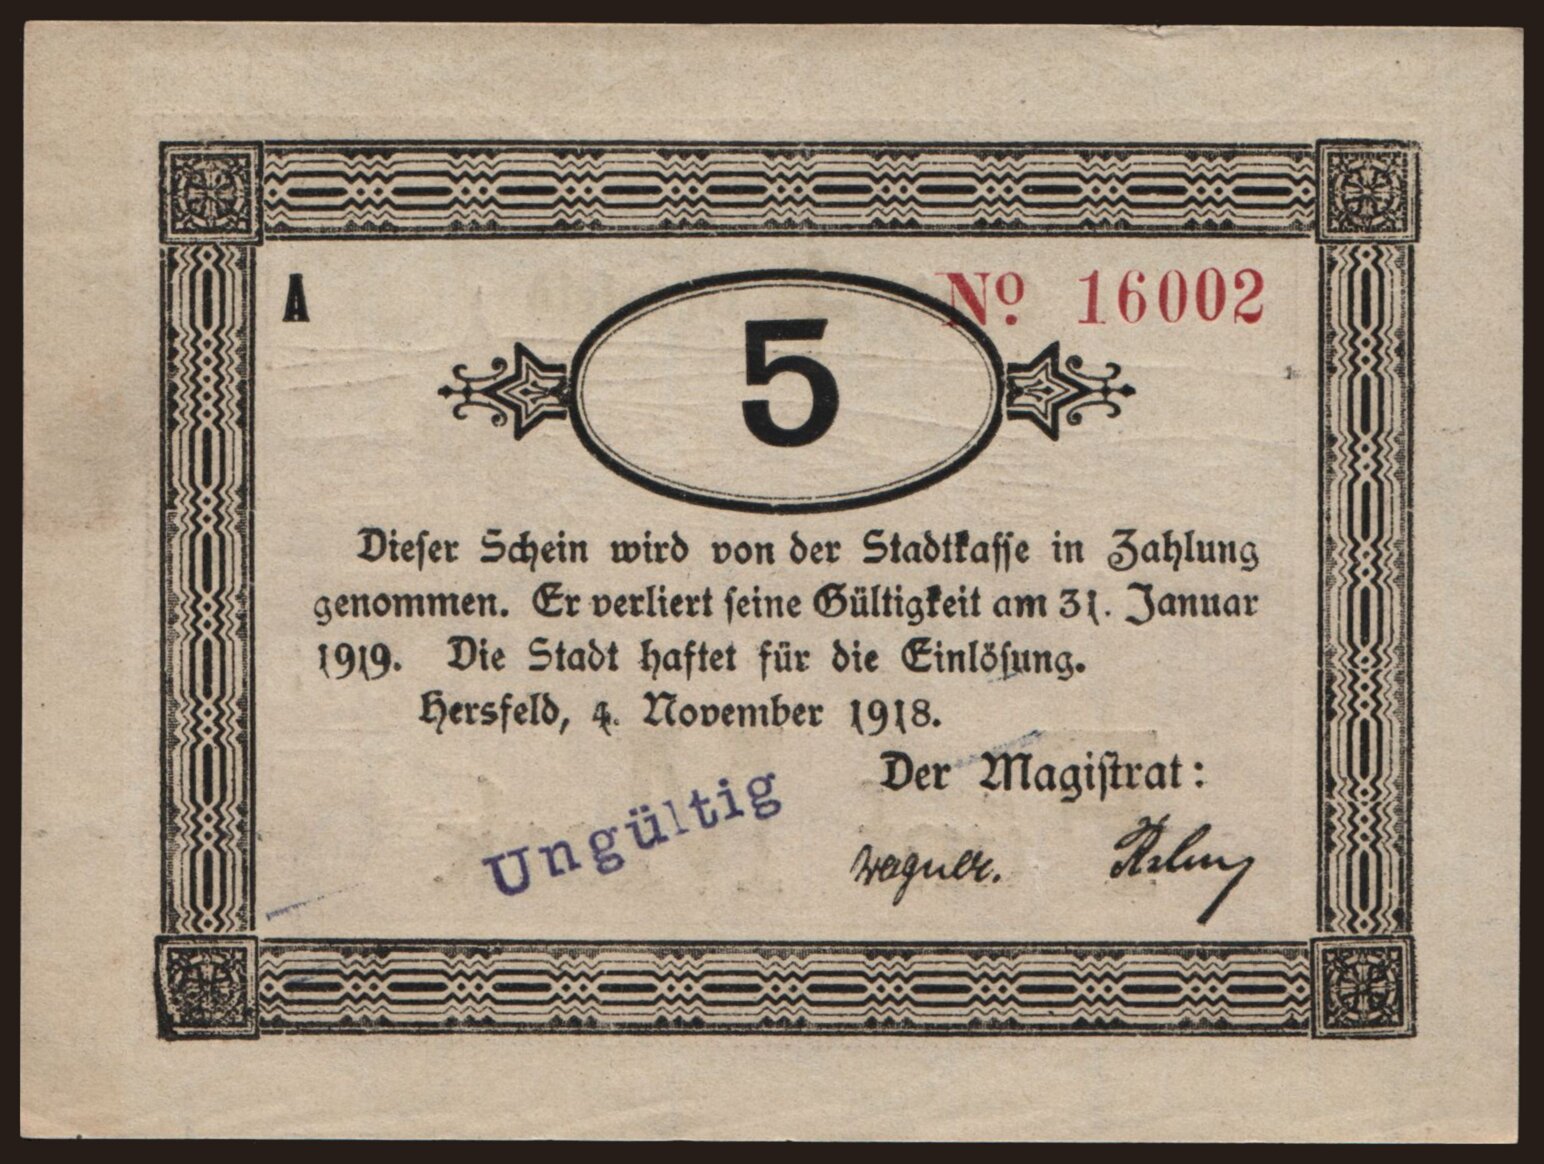 A
№ 16002
5
Dieser Schein wird von der Stadtkasse in Zahlung
genommen. Er verliert seine Gültigkeit am 31. Januar
1919. Die Stadt haftet für die Einlösung.
Hersfeld, 4. November 1918.
Der Magistrat:
Ungültig
Wagner.